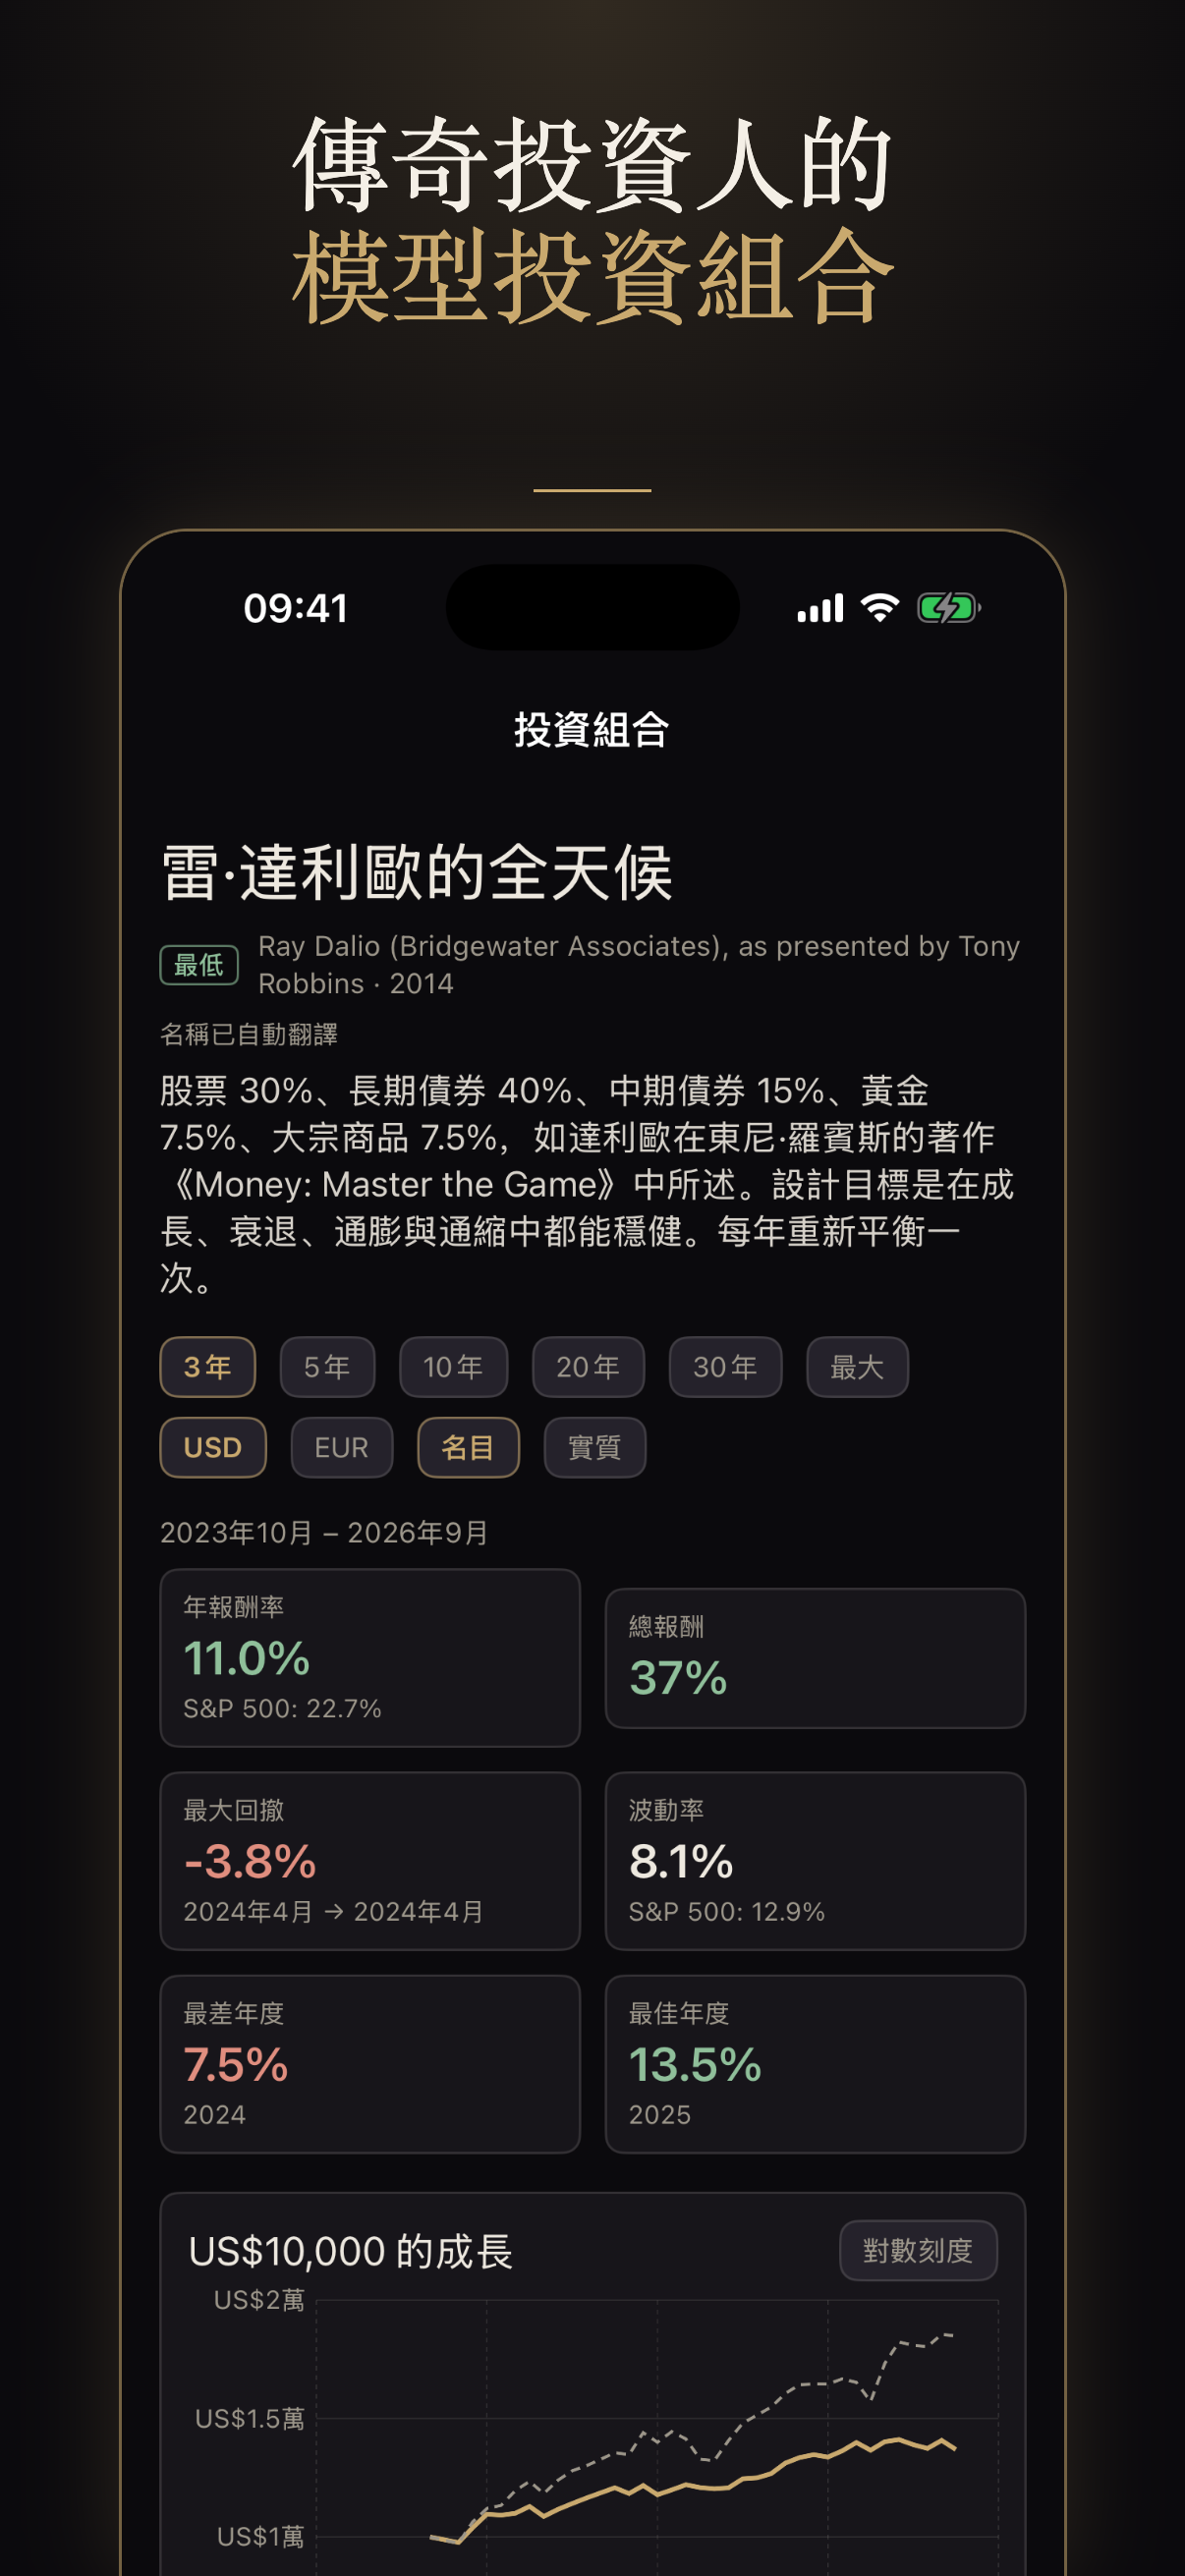 傳奇投資人的
模型投資組合
09:41
投資組合
雷·達利歐的全天候
最低
Ray Dalio (Bridgewater Associates), as presented by Tony
Robbins · 2014
名稱已自動翻譯
股票 30%、長期債券 40%、中期債券 15%、黃金
7.5%、大宗商品 7.5%，如達利歐在東尼·羅賓斯的著作
《Money: Master the Game》中所述。設計目標是在成
長、衰退、通膨與通縮中都能穩健。每年重新平衡一
次。
3年 5年 10年 20年 30年 最大
USD EUR 名目 實質
2023年10月 – 2026年9月
年報酬率
11.0%
S&P 500: 22.7%
總報酬
37%
最大回撤
-3.8%
2024年4月 → 2024年4月
波動率
8.1%
S&P 500: 12.9%
最差年度
7.5%
2024
最佳年度
13.5%
2025
US$10,000 的成長
對數刻度
US$2萬
US$1.5萬
US$1萬